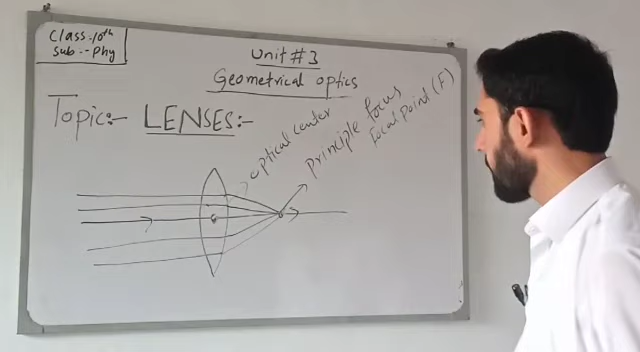 Class:-10th
Sub:- Phy
Unit # 3
Geometrical optics
Topic:- LENSES:-
optical center
principle focus
Focal Point (F)